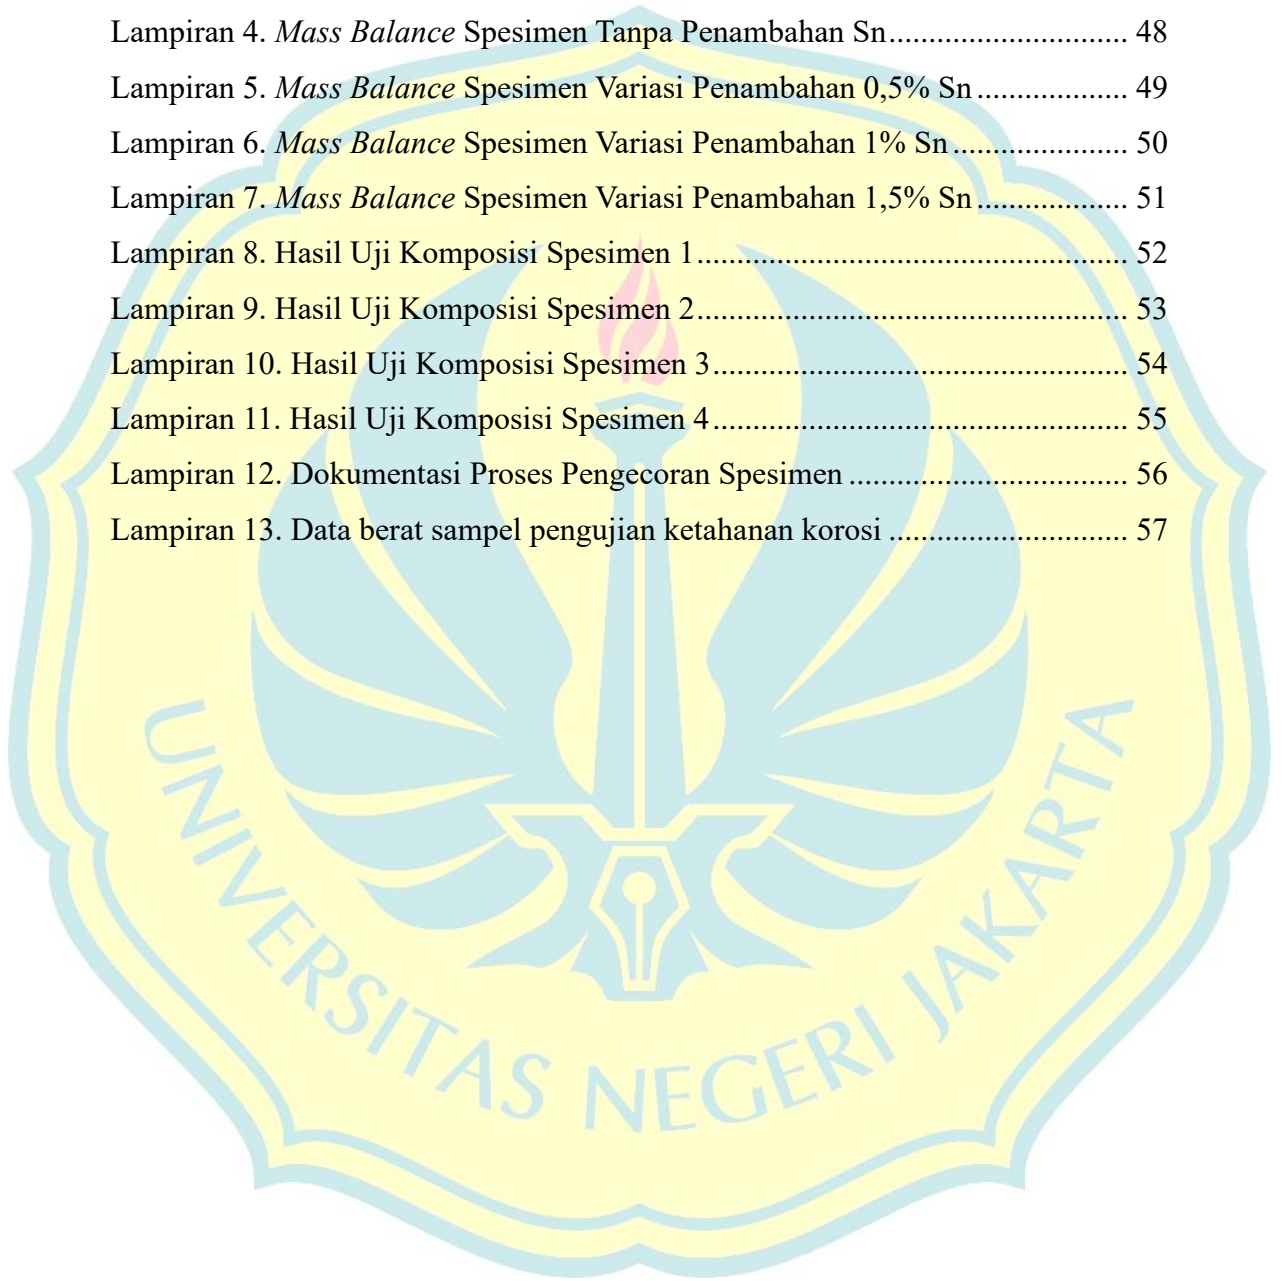 Lampiran 4. Mass Balance Spesimen Tanpa Penambahan Sn.............................. 48
Lampiran 5. Mass Balance Spesimen Variasi Penambahan 0,5% Sn................... 49
Lampiran 6. Mass Balance Spesimen Variasi Penambahan 1% Sn...................... 50
Lampiran 7. Mass Balance Spesimen Variasi Penambahan 1,5% Sn................... 51
Lampiran 8. Hasil Uji Komposisi Spesimen 1...................................................... 52
Lampiran 9. Hasil Uji Komposisi Spesimen 2...................................................... 53
Lampiran 10. Hasil Uji Komposisi Spesimen 3.................................................... 54
Lampiran 11. Hasil Uji Komposisi Spesimen 4.................................................... 55
Lampiran 12. Dokumentasi Proses Pengecoran Spesimen ................................... 56
Lampiran 13. Data berat sampel pengujian ketahanan korosi .............................. 57
UNIVERSITAS NEGERI JAKARTA